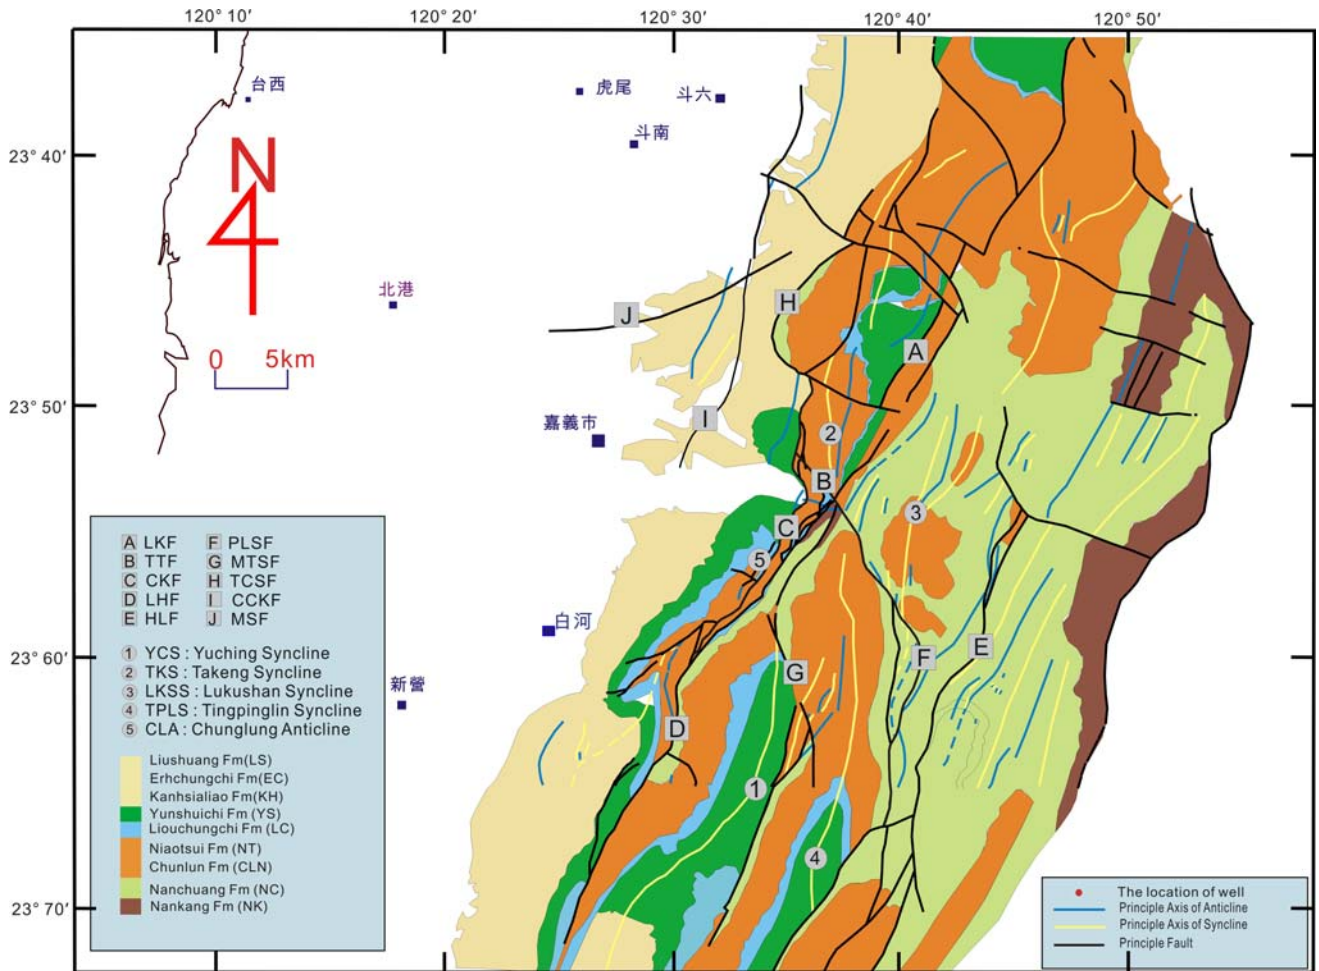 120° 10' 120° 20' 120° 30' 120° 40' 120° 50'
台西
虎尾
斗六
斗南
23° 40'
N
北港
J
H
A
0 5km
23° 50'
嘉義市
I
2
B
3
C
5
A LKF F PLSF
B TTF G MTSF
C CKF H TCSF
D LHF I CCKF
E HLF J MSF
白河
23° 60'
E
F
G
新營
D
1 YCS : Yuching Syncline
2 TKS : Takeng Syncline
3 LKSS : Lukushan Syncline
4 TPLS : Tingpinglin Syncline
5 CLA : Chunglung Anticline
1
4
Liushuang Fm(LS)
Erhchungchi Fm(EC)
Kanhsialiao Fm(KH)
Yunshuichi Fm (YS)
Liouchungchi Fm (LC)
Niaotsui Fm (NT)
Chunlun Fm (CLN)
Nanchuang Fm (NC)
Nankang Fm (NK)
23° 70'
The location of well
Principle Axis of Anticline
Principle Axis of Syncline
Principle Fault